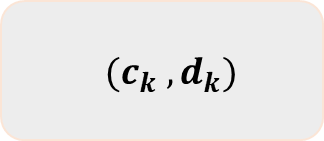 (c_k , d_k)